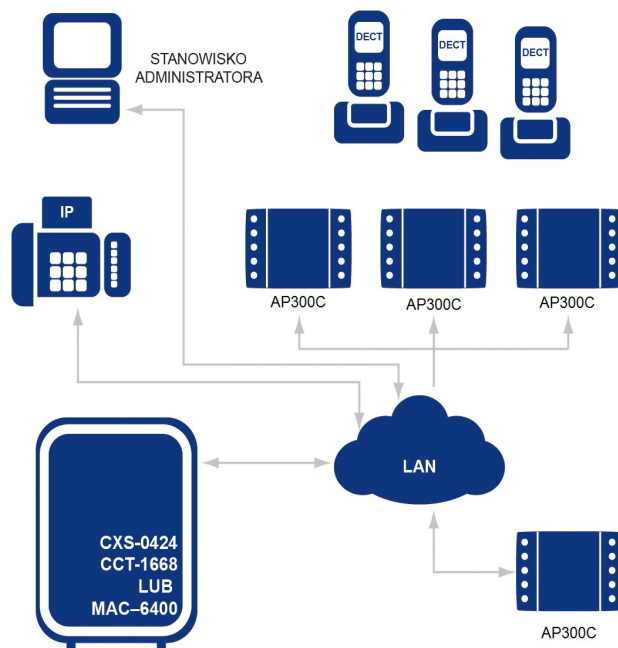 DECT
DECT
DECT
STANOWISKO
ADMINISTRATORA
IP
AP300C
AP300C
AP300C
LAN
CXS-0424
CCT-1668
LUB
MAC–6400
AP300C